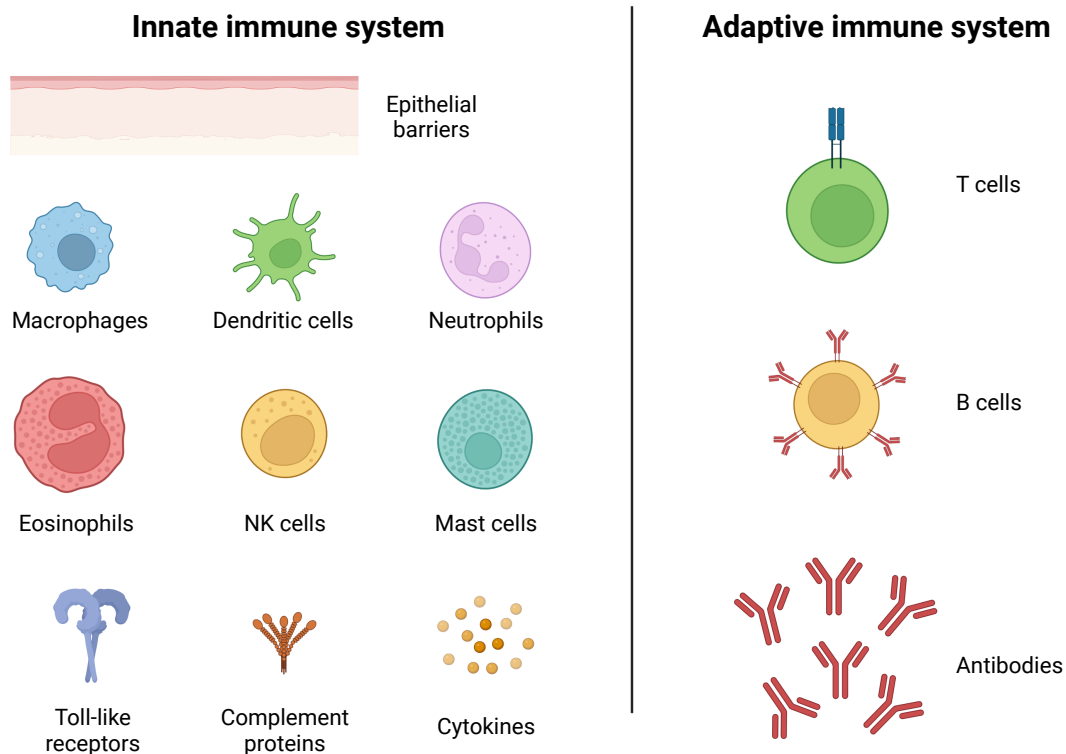 Innate immune system
Epithelial
barriers
Macrophages
Dendritic cells
Neutrophils
Eosinophils
NK cells
Mast cells
Toll-like
receptors
Complement
proteins
Cytokines
Adaptive immune system
T cells
B cells
Antibodies